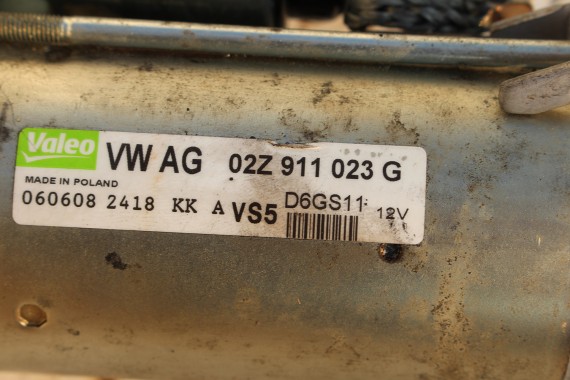 Valeo VW AG 02Z 911 023 G
MADE IN POLAND
060608 2418 KK A VS5 D6GS11 12V